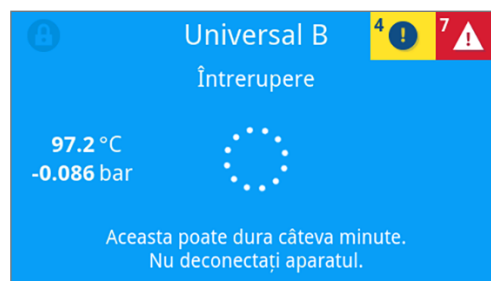 Universal B
4
7
Întrerupere
97.2 °C
-0.086 bar
Aceasta poate dura câteva minute.
Nu deconectați aparatul.